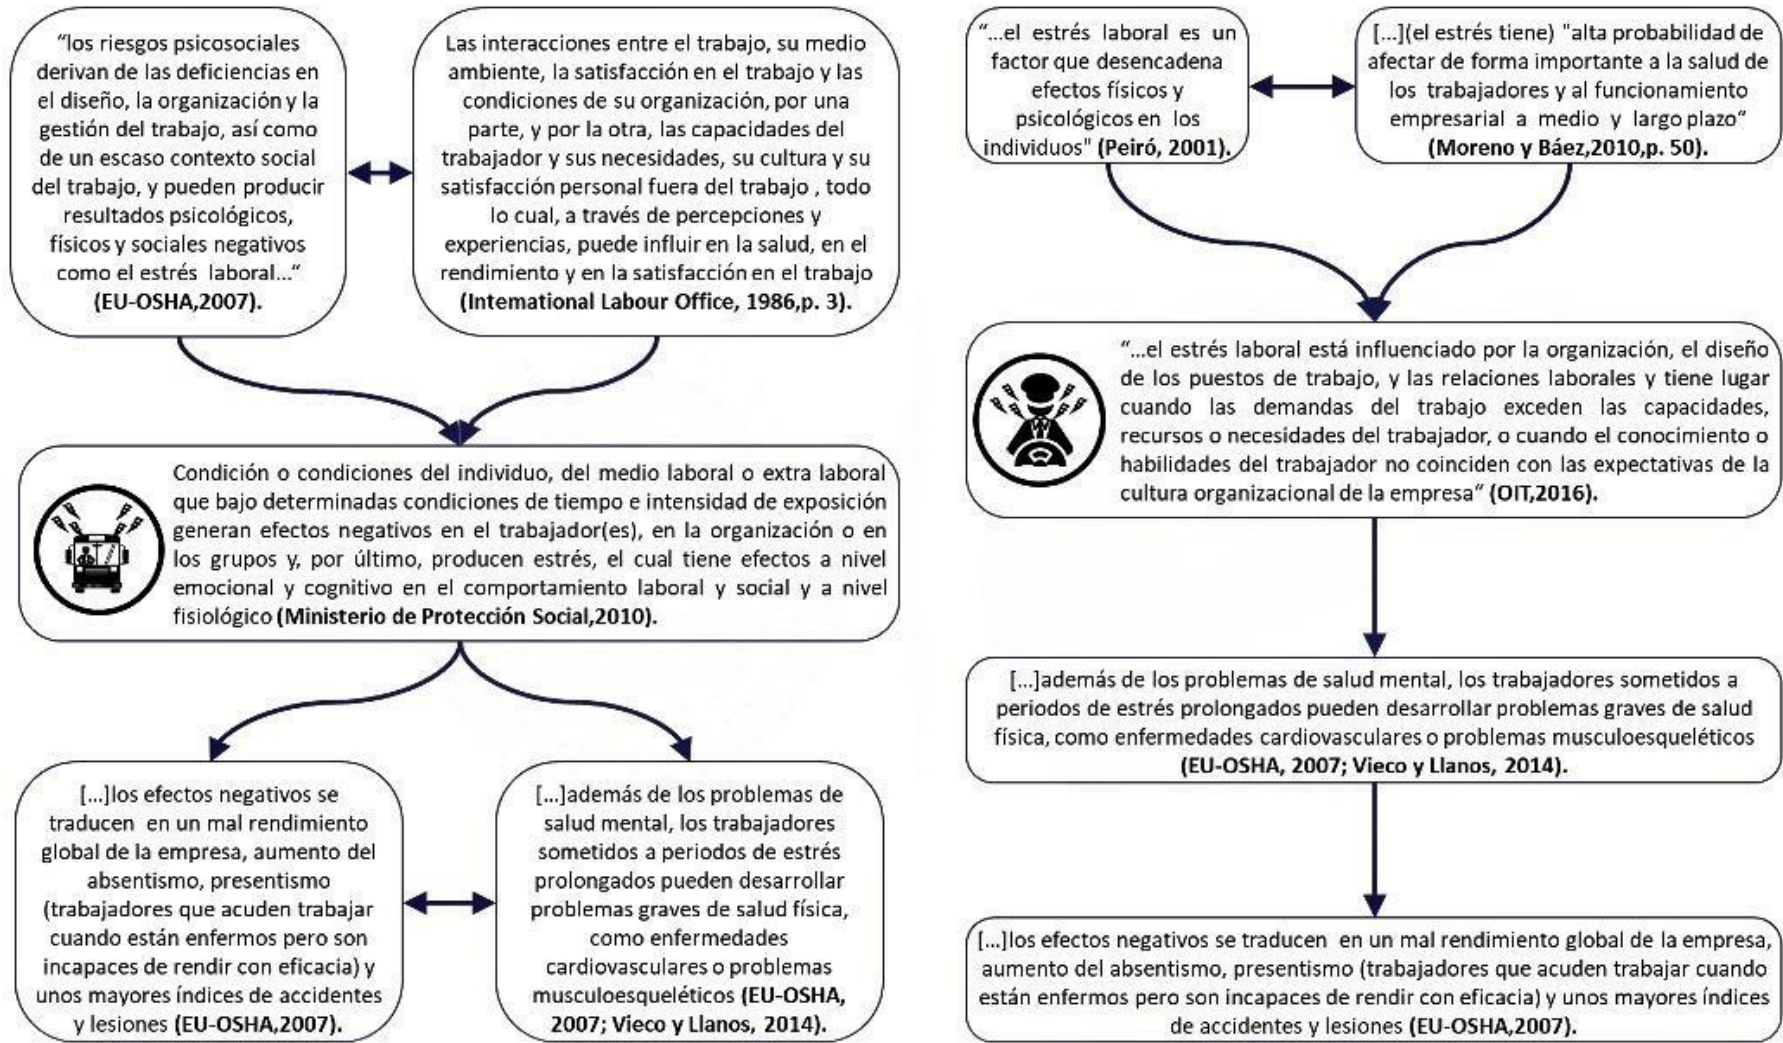 “los riesgos psicosociales
derivan de las deficiencias en
el diseño, la organización y la
gestión del trabajo, así como
de un escaso contexto social
del trabajo, y pueden producir
resultados psicológicos,
físicos y sociales negativos
como el estrés laboral...“
(EU-OSHA,2007).
Las interacciones entre el trabajo, su medio
ambiente, la satisfacción en el trabajo y las
condiciones de su organización, por una
parte, y por la otra, las capacidades del
trabajador y sus necesidades, su cultura y su
satisfacción personal fuera del trabajo , todo
lo cual, a través de percepciones y
experiencias, puede influir en la salud, en el
rendimiento y en la satisfacción en el trabajo
(International Labour Office, 1986,p. 3).
Condición o condiciones del individuo, del medio laboral o extra laboral
que bajo determinadas condiciones de tiempo e intensidad de exposición
generan efectos negativos en el trabajador(es), en la organización o en
los grupos y, por último, producen estrés, el cual tiene efectos a nivel
emocional y cognitivo en el comportamiento laboral y social y a nivel
fisiológico (Ministerio de Protección Social,2010).
[...]los efectos negativos se
traducen en un mal rendimiento
global de la empresa, aumento del
absentismo, presentismo
(trabajadores que acuden trabajar
cuando están enfermos pero son
incapaces de rendir con eficacia) y
unos mayores índices de accidentes
y lesiones (EU-OSHA,2007).
[...]además de los problemas de
salud mental, los trabajadores
sometidos a periodos de estrés
prolongados pueden desarrollar
problemas graves de salud física,
como enfermedades
cardiovasculares o problemas
musculoesqueléticos (EU-OSHA,
2007; Vieco y Llanos, 2014).
“...el estrés laboral es un
factor que desencadena
efectos físicos y
psicológicos en los
individuos" (Peiró, 2001).
[...](el estrés tiene) "alta probabilidad de
afectar de forma importante a la salud de
los trabajadores y al funcionamiento
empresarial a medio y largo plazo“
(Moreno y Báez,2010,p. 50).
“...el estrés laboral está influenciado por la organización, el diseño
de los puestos de trabajo, y las relaciones laborales y tiene lugar
cuando las demandas del trabajo exceden las capacidades,
recursos o necesidades del trabajador, o cuando el conocimiento o
habilidades del trabajador no coinciden con las expectativas de la
cultura organizacional de la empresa“ (OIT,2016).
[...]además de los problemas de salud mental, los trabajadores sometidos a
periodos de estrés prolongados pueden desarrollar problemas graves de salud
física, como enfermedades cardiovasculares o problemas musculoesqueléticos
(EU-OSHA, 2007; Vieco y Llanos, 2014).
[...]los efectos negativos se traducen en un mal rendimiento global de la empresa,
aumento del absentismo, presentismo (trabajadores que acuden trabajar cuando
están enfermos pero son incapaces de rendir con eficacia) y unos mayores índices
de accidentes y lesiones (EU-OSHA,2007).